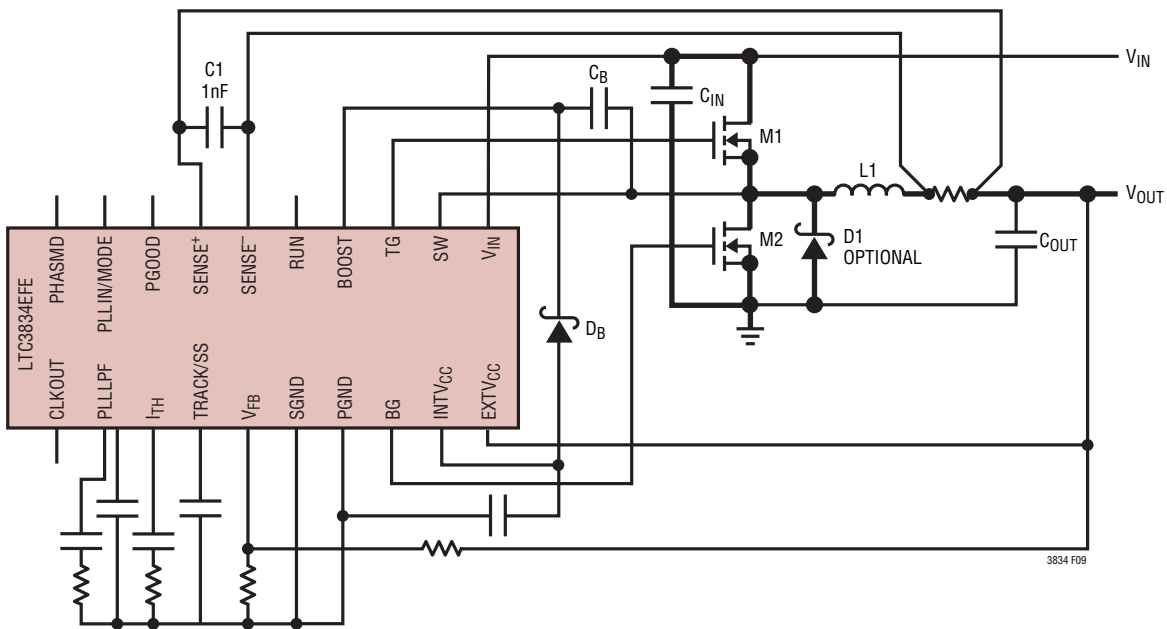 C1
1nF
CB
CIN
VIN
M1
L1
VOUT
M2
D1
OPTIONAL
COUT
DB
LTC3834EFE
PHASMD
PLLIN/MODE
PGOOD
SENSE+
SENSE–
RUN
BOOST
TG
SW
VIN
CLKOUT
PLLLPF
ITH
TRACK/SS
VFB
SGND
PGND
BG
INTVCC
EXTVCC
3834 F09